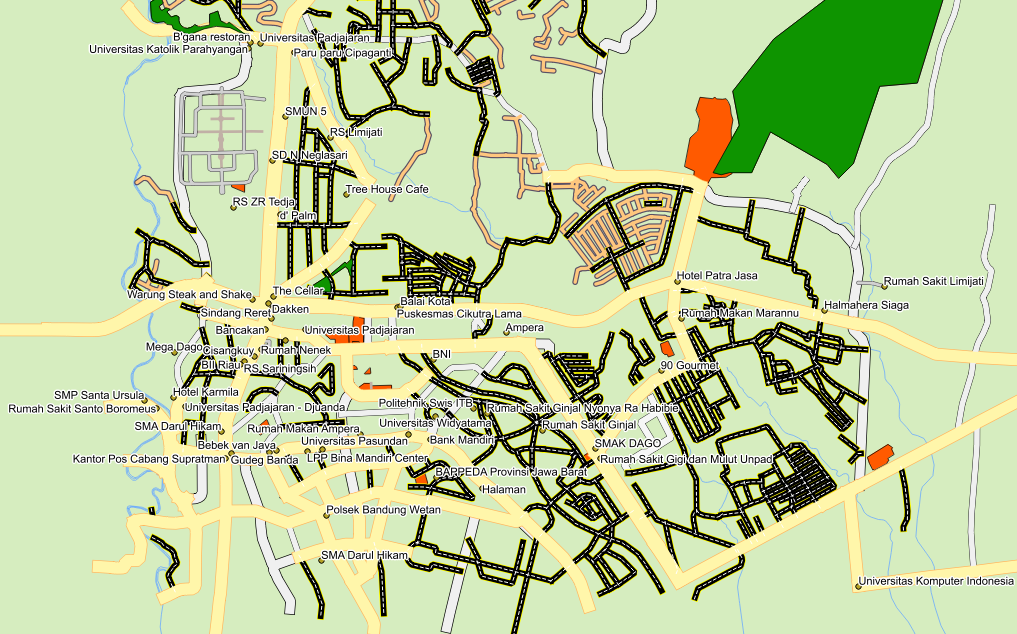 B'gana restoran
Universitas Padjajaran
Universitas Katolik Parahyangan
Paru paru Cipaganti
SMUN 5
RS Limijati
SD N Neglasari
Tree House Cafe
RS ZR Tedja
d' Palm
Hotel Patra Jasa
Rumah Sakit Limijati
The Cellar
Warung Steak and Shake
Balai Kota
Halmahera Siaga
Sindang Reret
Dakken
Puskesmas Cikutra Lama
Rumah Makan Marannu
Bancakan
Universitas Padjajaran
Ampera
Mega Dago
Cisangkuy
Rumah Nenek
BNI
BII Riau
RS Sariningsih
90 Gourmet
SMP Santa Ursula
Hotel Karmila
Rumah Sakit Santo Boromeus
Universitas Padjajaran - Djuanda
Politehnik Swis ITB
Rumah Sakit Ginjal Nyonya Ra Habibie
SMA Darul Hikam
Rumah Makan Ampera
Universitas Widyatama
Rumah Sakit Ginjal
Bebek van Java
Universitas Pasundan
Bank Mandiri
SMAK DAGO
Kantor Pos Cabang Supratman
Gudeg Banda
LPP Bina Mandiri Center
Rumah Sakit Gigi dan Mulut Unpad
BAPPEDA Provinsi Jawa Barat
Halaman
Polsek Bandung Wetan
SMA Darul Hikam
Universitas Komputer Indonesia